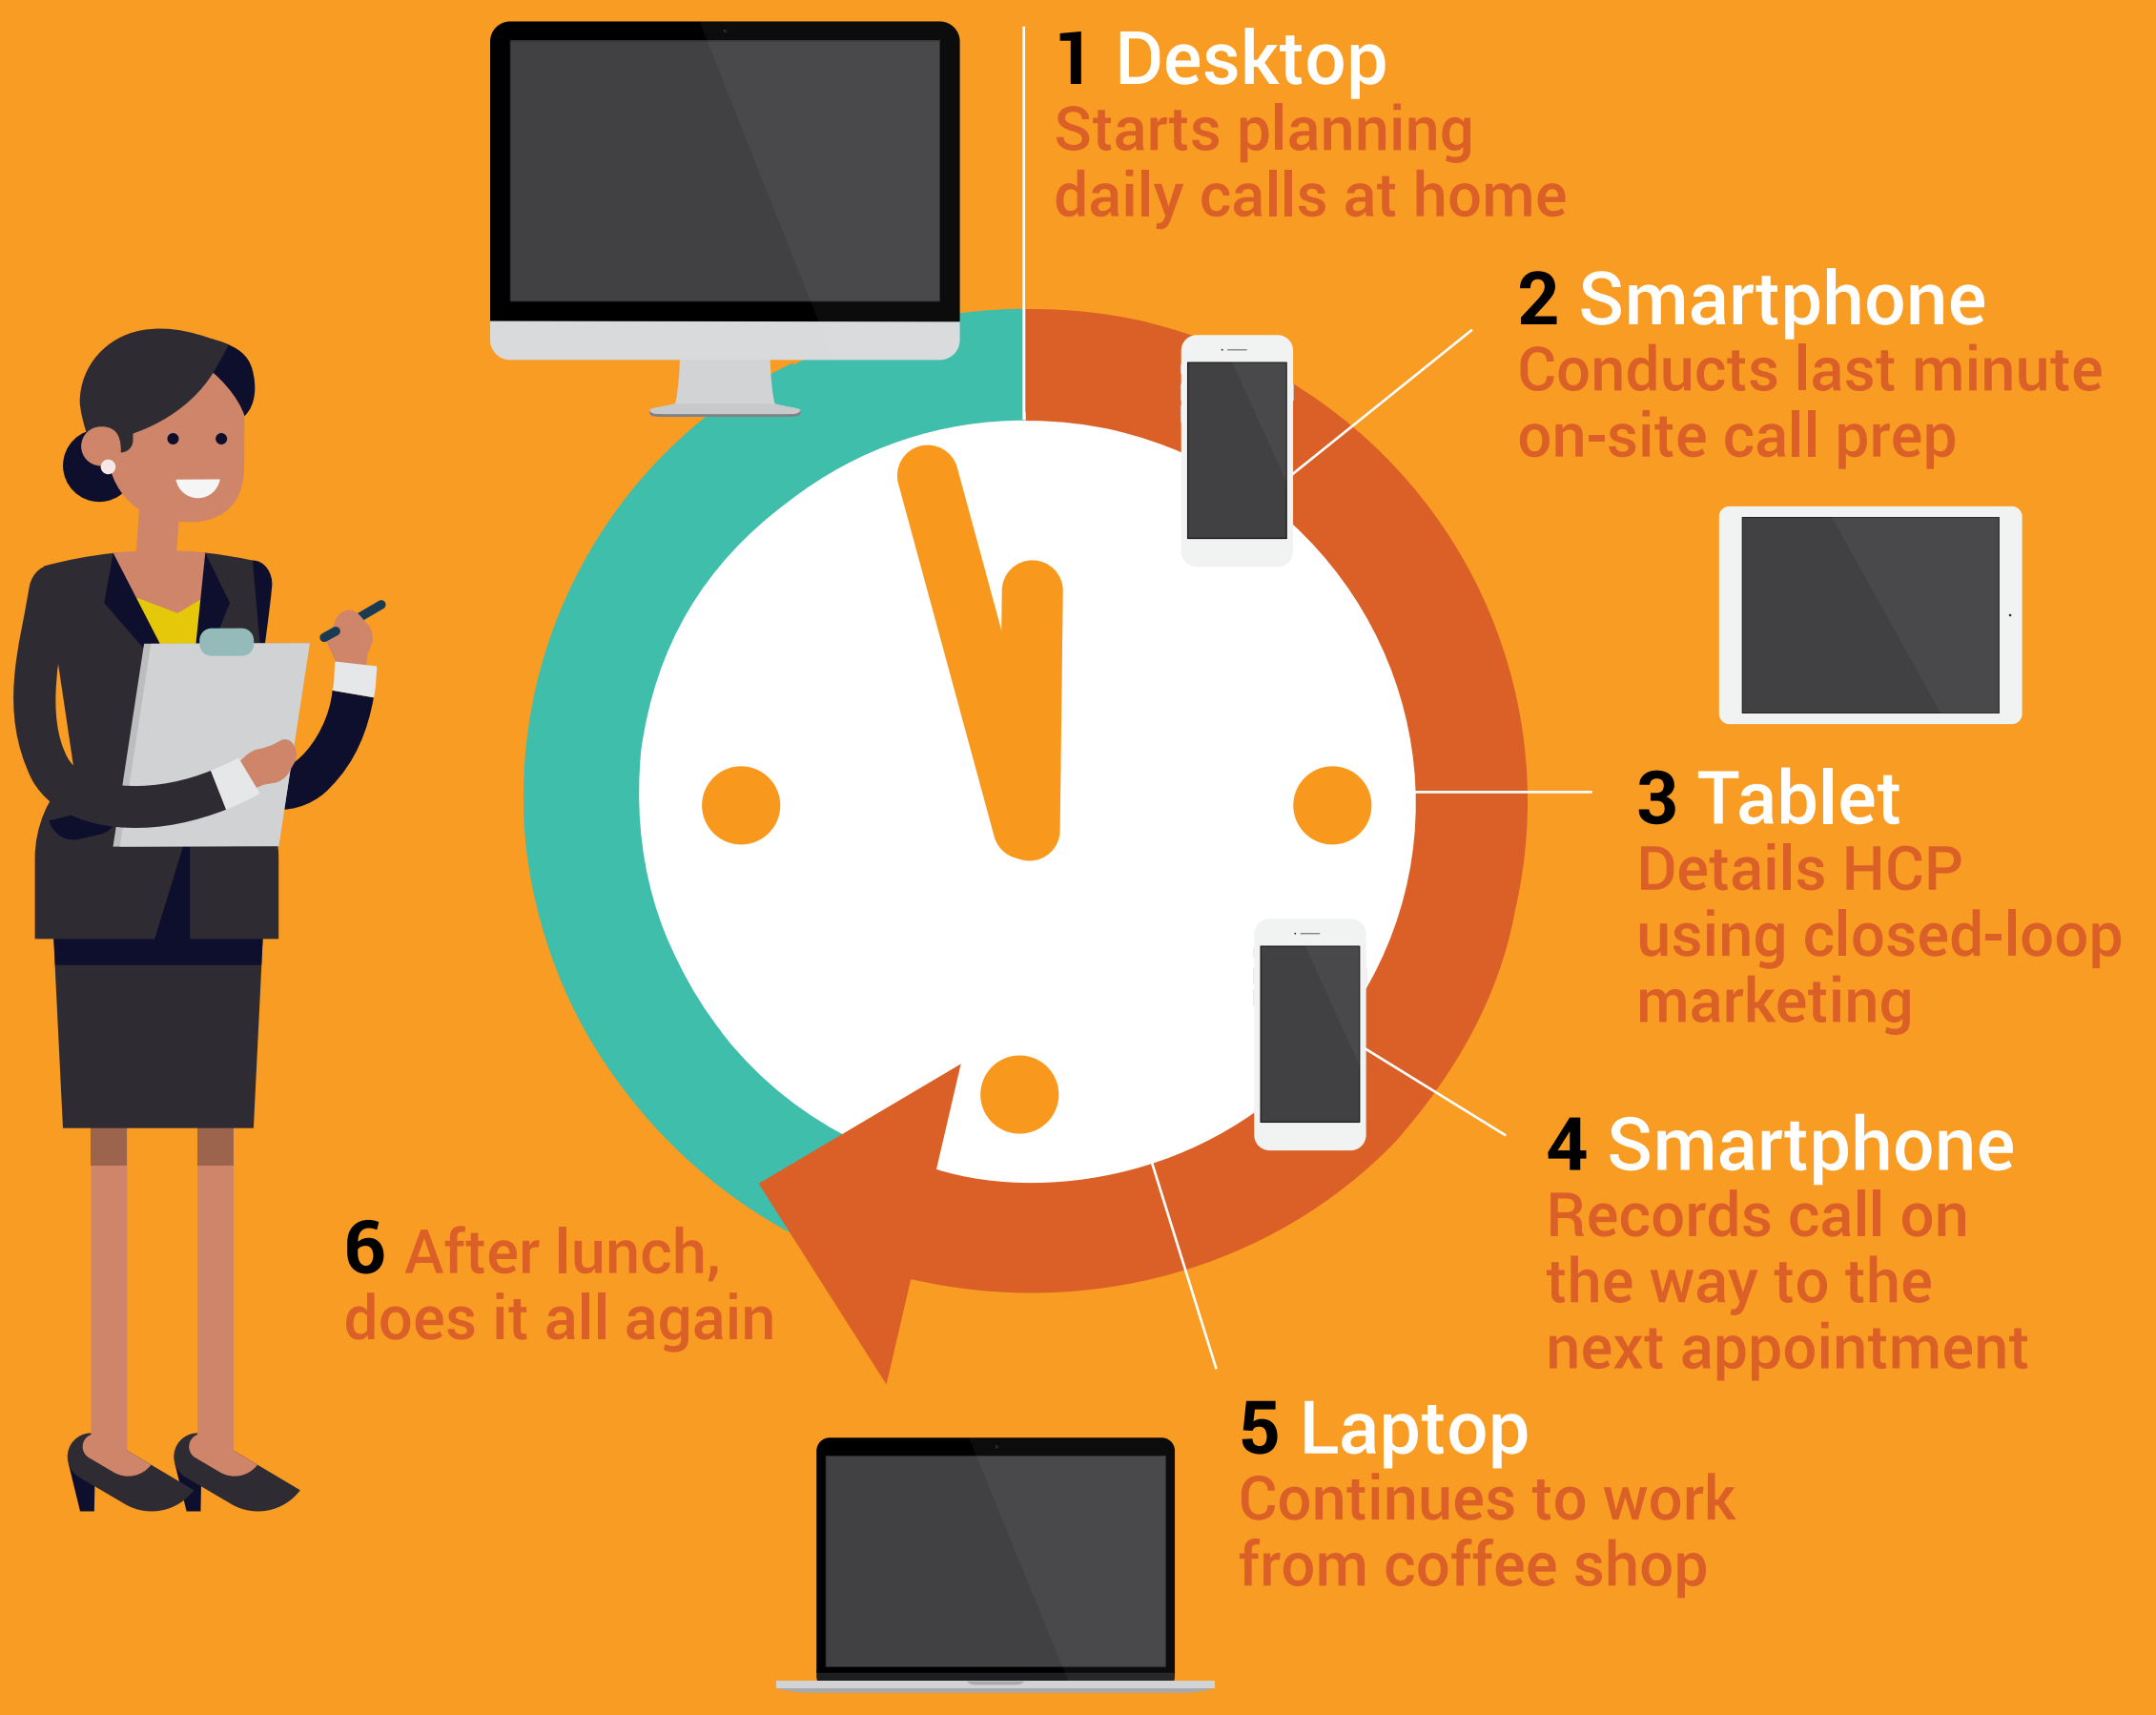 1 Desktop
Starts planning
daily calls at home
2 Smartphone
Conducts last minute
on-site call prep
3 Tablet
Details HCP
using closed-loop
marketing
4 Smartphone
Records call on
the way to the
next appointment
5 Laptop
Continues to work
from coffee shop
6 After lunch,
does it all again